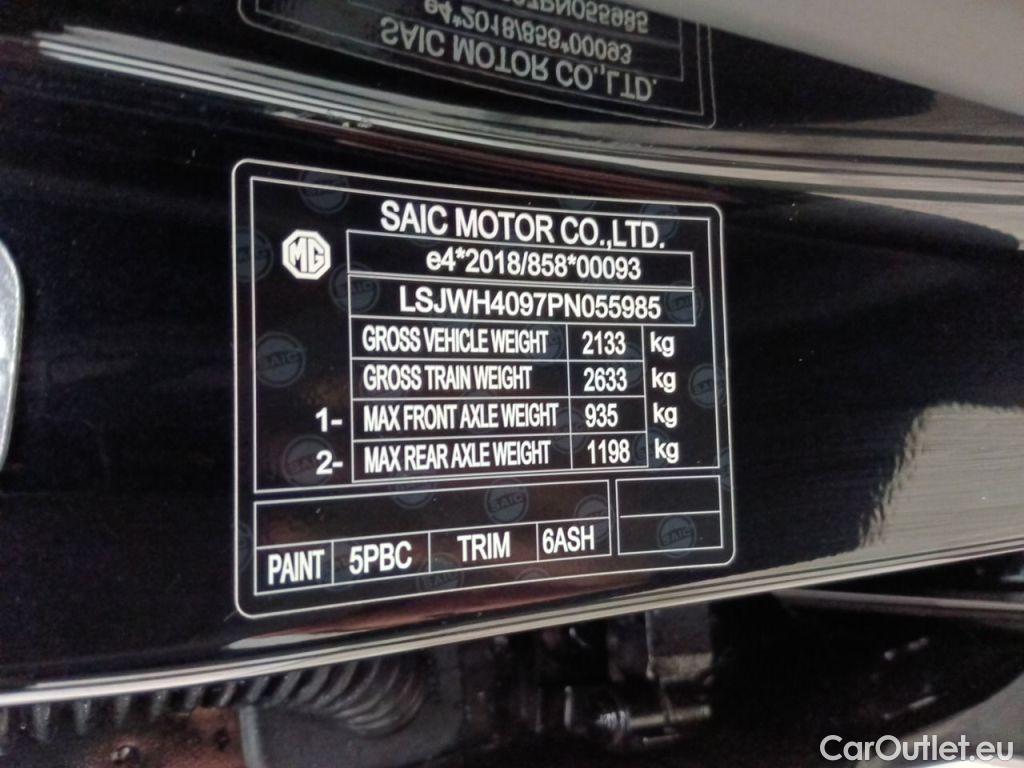 SAIC MOTOR CO.,LTD.
e4*2018/858*00093
SAIC MOTOR CO.,LTD.
MG
e4*2018/858*00093
LSJWH4097PN055985
GROSS VEHICLE WEIGHT 2133 kg
GROSS TRAIN WEIGHT 2633 kg
1- MAX FRONT AXLE WEIGHT 935 kg
2- MAX REAR AXLE WEIGHT 1198 kg
SAIC
PAINT 5PBC TRIM 6ASH
CarOutlet.eu